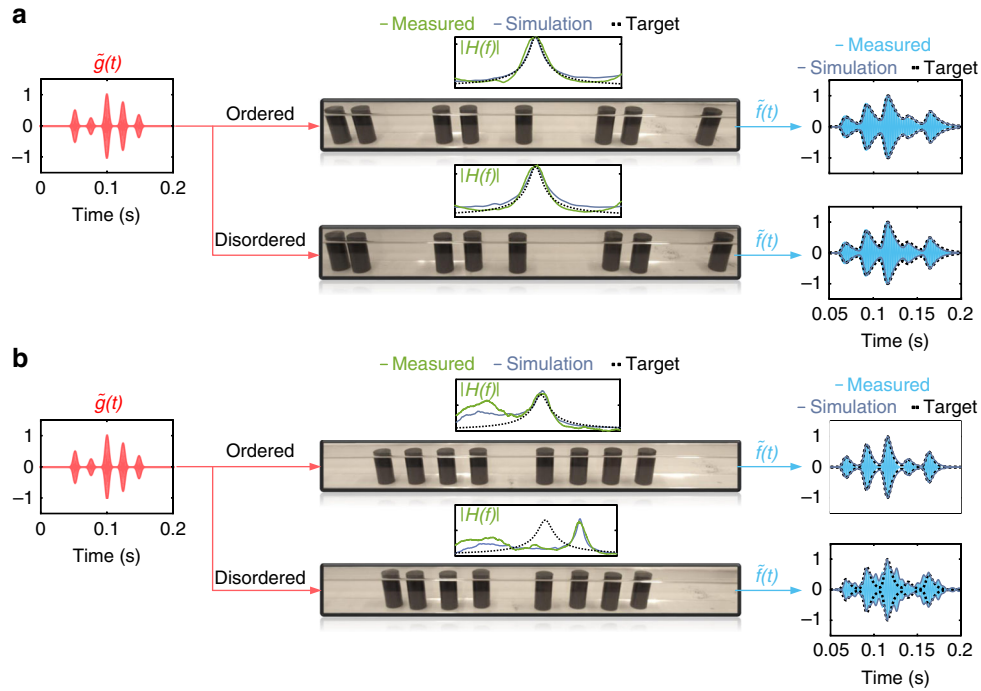 a
Measured Simulation Target
g̃(t)
1
0
−1
0 0.1 0.2
Time (s)
Ordered
|H(f)|
f̃(t)
Measured
Simulation Target
1
0
−1
Disordered
|H(f)|
f̃(t)
1
0
−1
0.05 0.1 0.15 0.2
Time (s)
b
Measured Simulation Target
g̃(t)
1
0
−1
0 0.1 0.2
Time (s)
Ordered
|H(f)|
f̃(t)
Measured
Simulation Target
1
0
−1
Disordered
|H(f)|
f̃(t)
1
0
−1
0.05 0.1 0.15 0.2
Time (s)